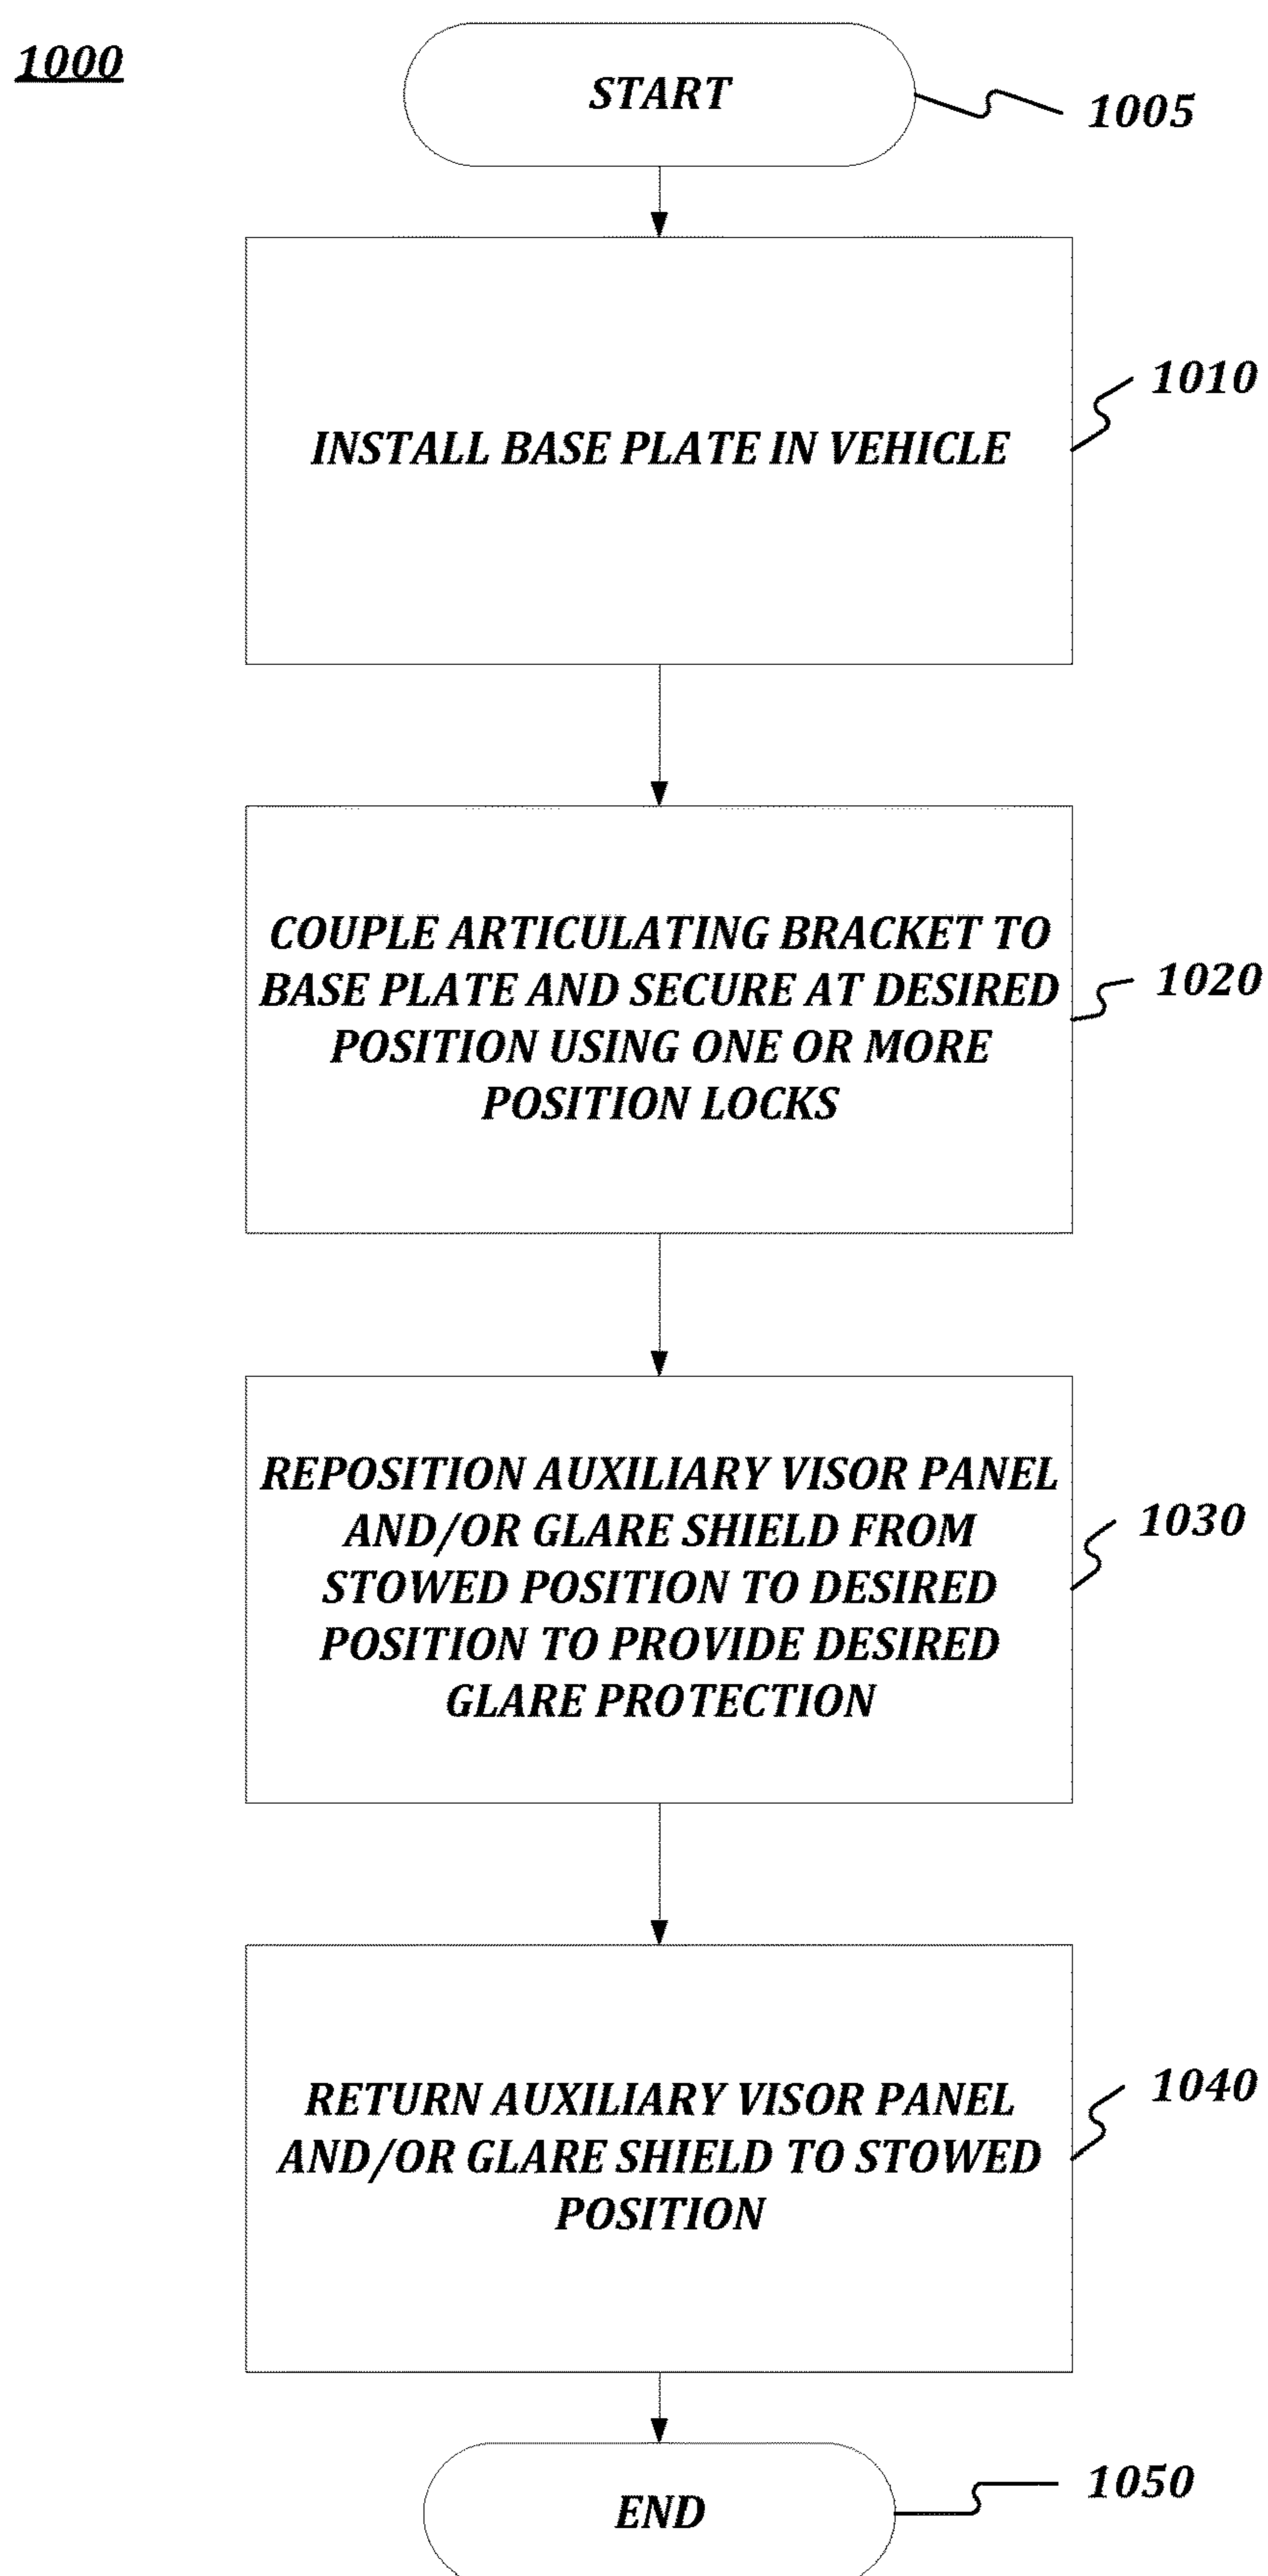 1000
START
1005
INSTALL BASE PLATE IN VEHICLE
1010
COUPLE ARTICULATING BRACKET TO
BASE PLATE AND SECURE AT DESIRED
POSITION USING ONE OR MORE
POSITION LOCKS
1020
REPOSITION AUXILIARY VISOR PANEL
AND/OR GLARE SHIELD FROM
STOWED POSITION TO DESIRED
POSITION TO PROVIDE DESIRED
GLARE PROTECTION
1030
RETURN AUXILIARY VISOR PANEL
AND/OR GLARE SHIELD TO STOWED
POSITION
1040
END
1050